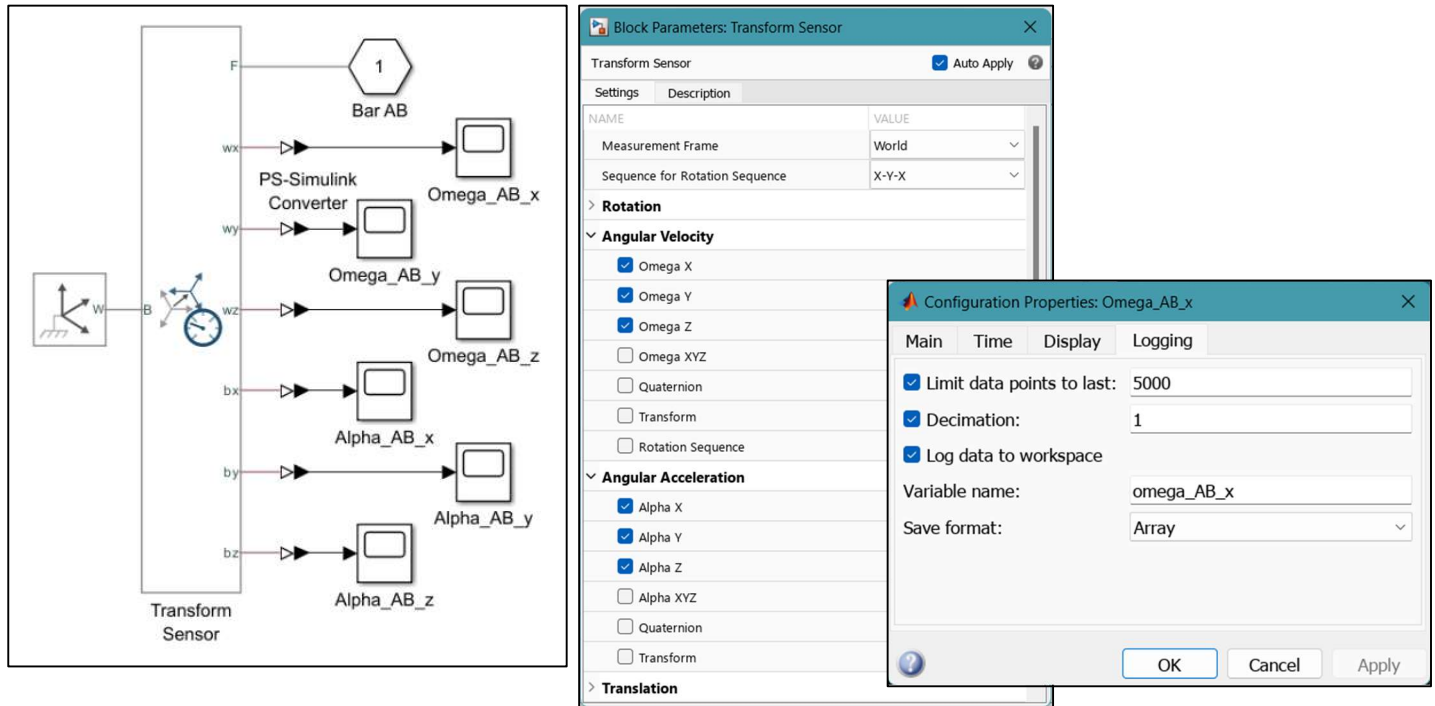 F
1
Bar AB
wx
PS-Simulink
Converter
Omega_AB_x
wy
Omega_AB_y
W
B
wz
Omega_AB_z
bx
Alpha_AB_x
by
Alpha_AB_y
bz
Alpha_AB_z
Transform
Sensor
Block Parameters: Transform Sensor
Transform Sensor
Auto Apply
Settings Description
NAME VALUE
Measurement Frame World
Sequence for Rotation Sequence X-Y-X
Rotation
Angular Velocity
Omega X
Omega Y
Omega Z
Omega XYZ
Quaternion
Transform
Rotation Sequence
Angular Acceleration
Alpha X
Alpha Y
Alpha Z
Alpha XYZ
Quaternion
Transform
Translation
Configuration Properties: Omega_AB_x
Main Time Display Logging
Limit data points to last: 5000
Decimation: 1
Log data to workspace
Variable name: omega_AB_x
Save format: Array
OK Cancel Apply